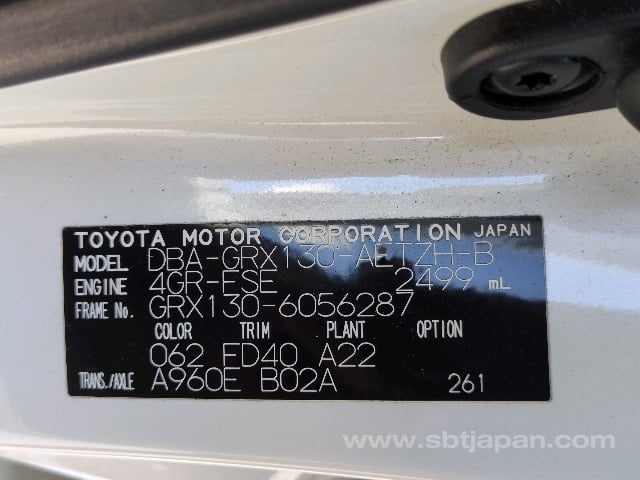 TOYOTA MOTOR CORPORATION JAPAN
MODEL DBA-GRX130-AETZH-B
ENGINE 4GR-FSE 2499 mL
FRAME No. GRX130-6056287
COLOR TRIM PLANT OPTION
062 FD40 A22
TRANS./AXLE A960E B02A 261
www.sbtjapan.com